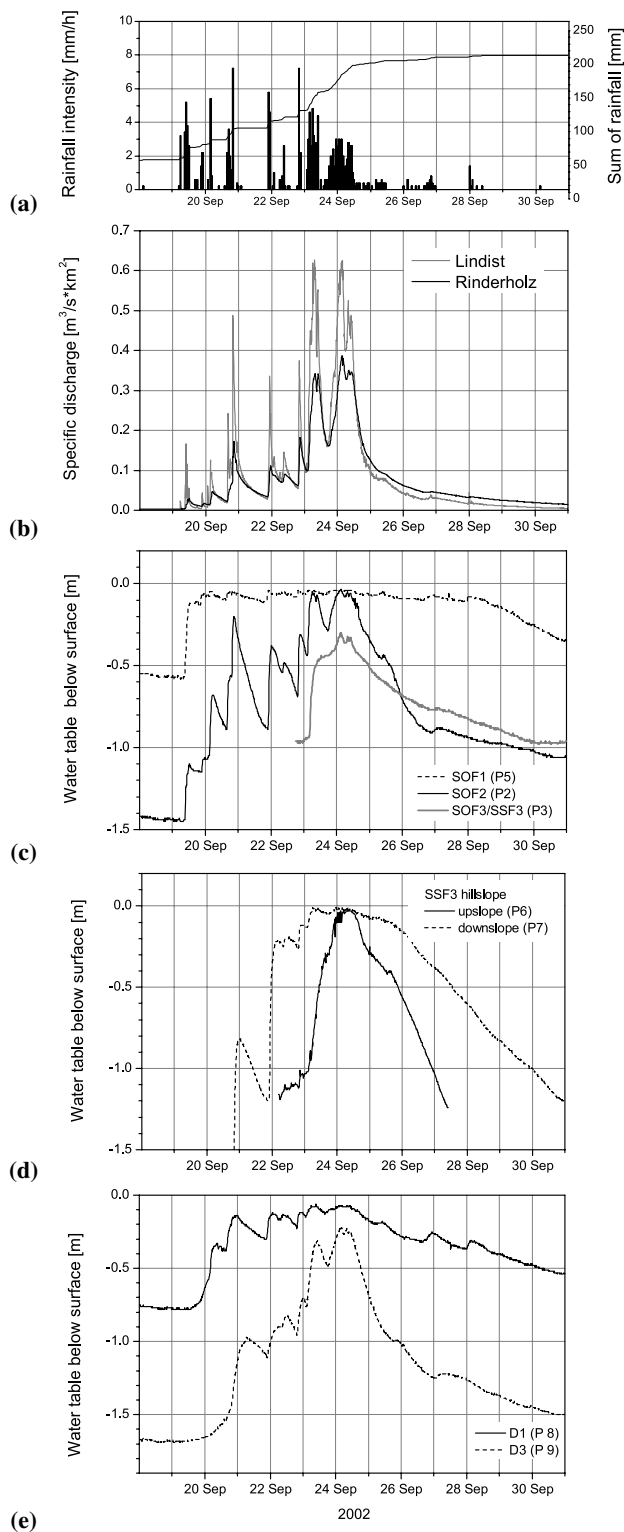 10
8
6
4
2
0
Rainfall intensity [mm/h]
250
200
150
100
50
0
Sum of rainfall [mm]
20 Sep 22 Sep 24 Sep 26 Sep 28 Sep 30 Sep
(a)
0.7
0.6
0.5
0.4
0.3
0.2
0.1
0.0
Specific discharge [m³/s*km²]
Lindist
Rinderholz
20 Sep 22 Sep 24 Sep 26 Sep 28 Sep 30 Sep
(b)
0.0
-0.5
-1.0
-1.5
Water table below surface [m]
SOF1 (P5)
SOF2 (P2)
SOF3/SSF3 (P3)
20 Sep 22 Sep 24 Sep 26 Sep 28 Sep 30 Sep
(c)
0.0
-0.5
-1.0
-1.5
Water table below surface [m]
SSF3 hillslope
upslope (P6)
downslope (P7)
20 Sep 22 Sep 24 Sep 26 Sep 28 Sep 30 Sep
(d)
0.0
-0.5
-1.0
-1.5
Water table below surface [m]
D1 (P 8)
D3 (P 9)
20 Sep 22 Sep 24 Sep 26 Sep 28 Sep 30 Sep
2002
(e)